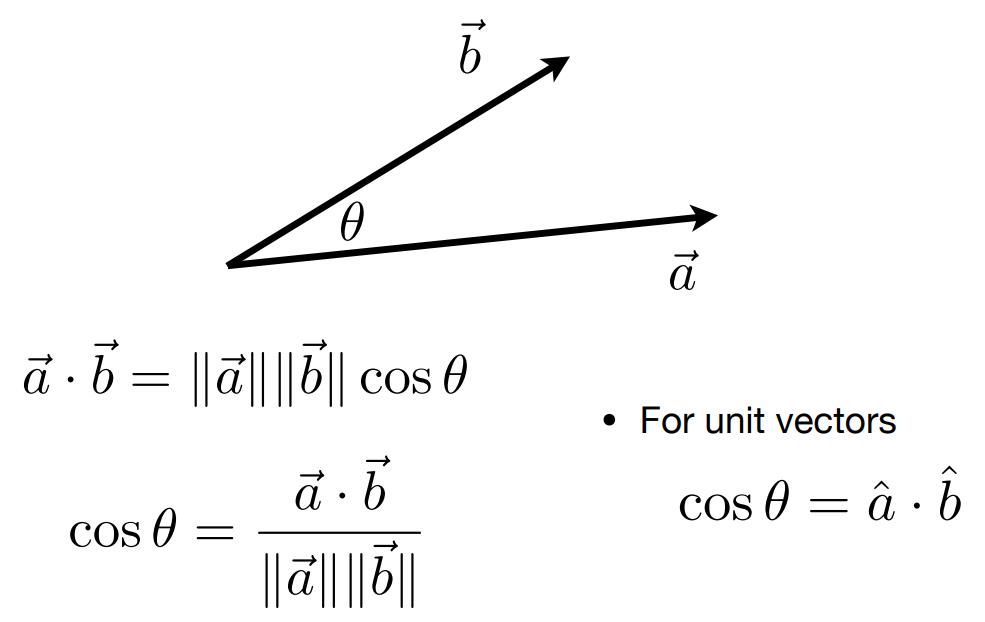 $\vec{b}$
$\theta$
$\vec{a}$
$\vec{a} \cdot \vec{b} = \|\vec{a}\| \|\vec{b}\| \cos\theta$
• For unit vectors
$\cos\theta = \frac{\vec{a} \cdot \vec{b}}{\|\vec{a}\| \|\vec{b}\|}$
$\cos\theta = \hat{a} \cdot \hat{b}$